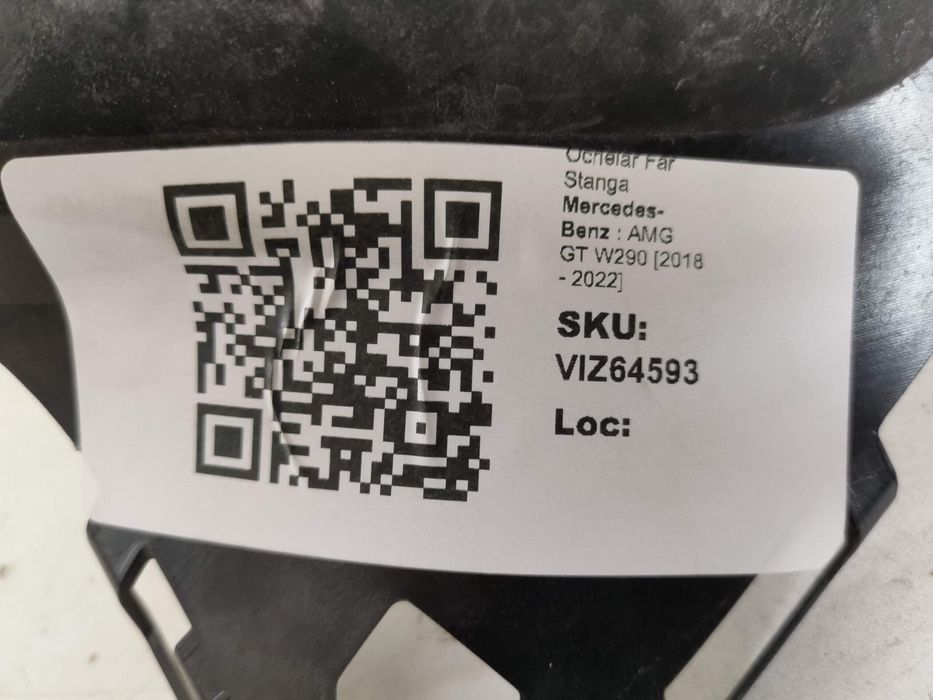 Ochelar Far
Stanga
Mercedes-
Benz : AMG
GT W290 [2018
- 2022]
SKU:
VIZ64593
Loc: